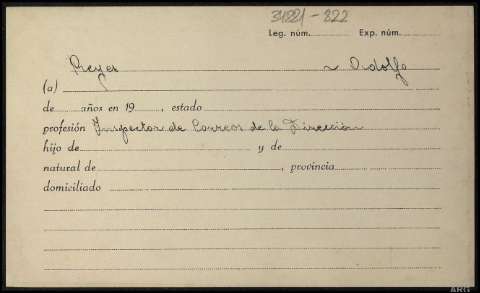 31221 - 822
Leg. núm. Exp. núm.
Reyes ~ Adolfo
(a)
de años en 19 , estado
profesión Inspector de Correos de la Dirección
hijo de y de
natural de , provincia
domiciliado